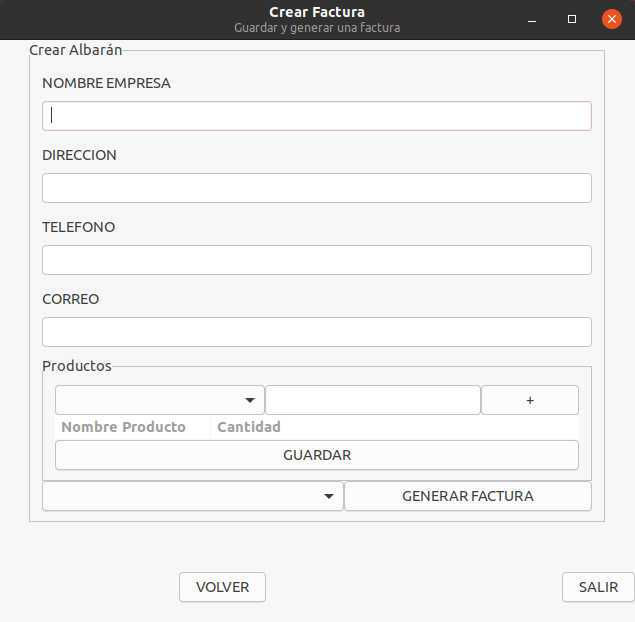 Crear Factura
Guardar y generar una factura
Crear Albarán
NOMBRE EMPRESA
DIRECCION
TELEFONO
CORREO
Productos
+
Nombre Producto Cantidad
GUARDAR
GENERAR FACTURA
VOLVER SALIR